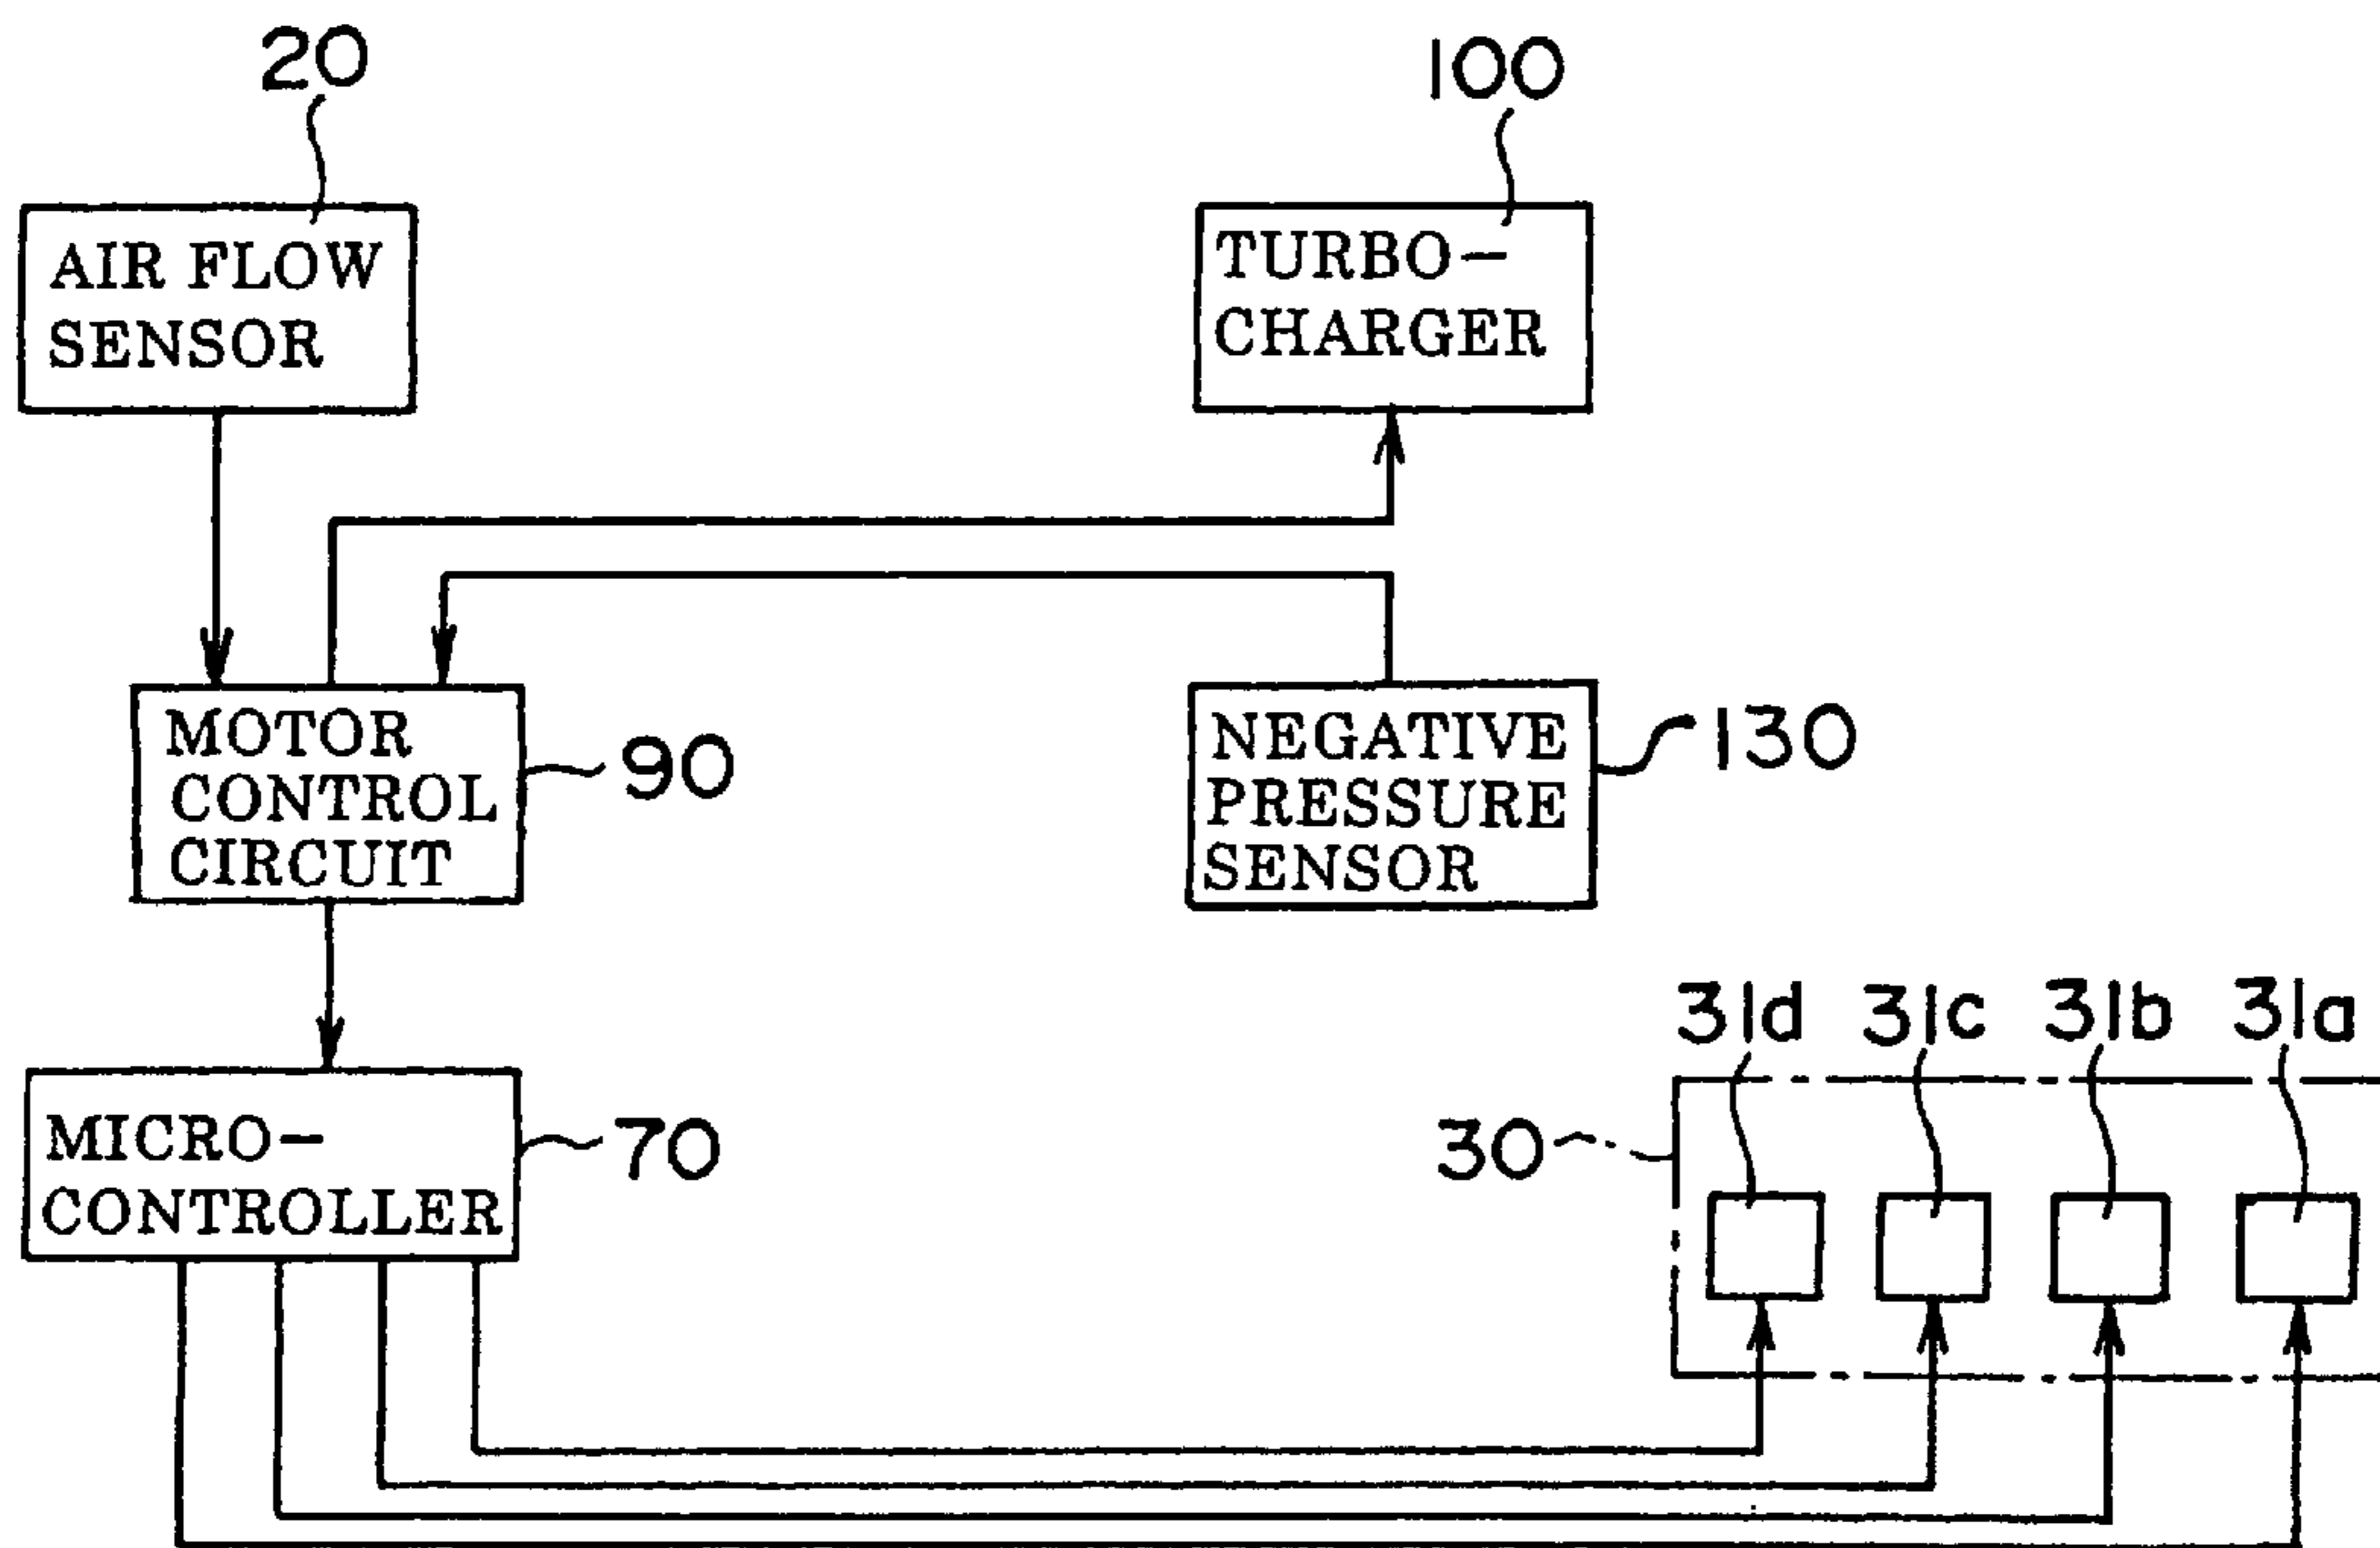 20
100
AIR FLOW
SENSOR
TURBO-
CHARGER
MOTOR
CONTROL
CIRCUIT
90
NEGATIVE
PRESSURE
SENSOR
130
31d
31c
31b
31a
MICRO-
CONTROLLER
70
30